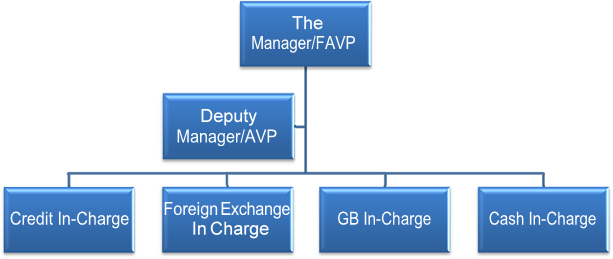 The
Manager/FAVP
Deputy
Manager/AVP
Credit In-Charge
Foreign Exchange
In Charge
GB In-Charge
Cash In-Charge